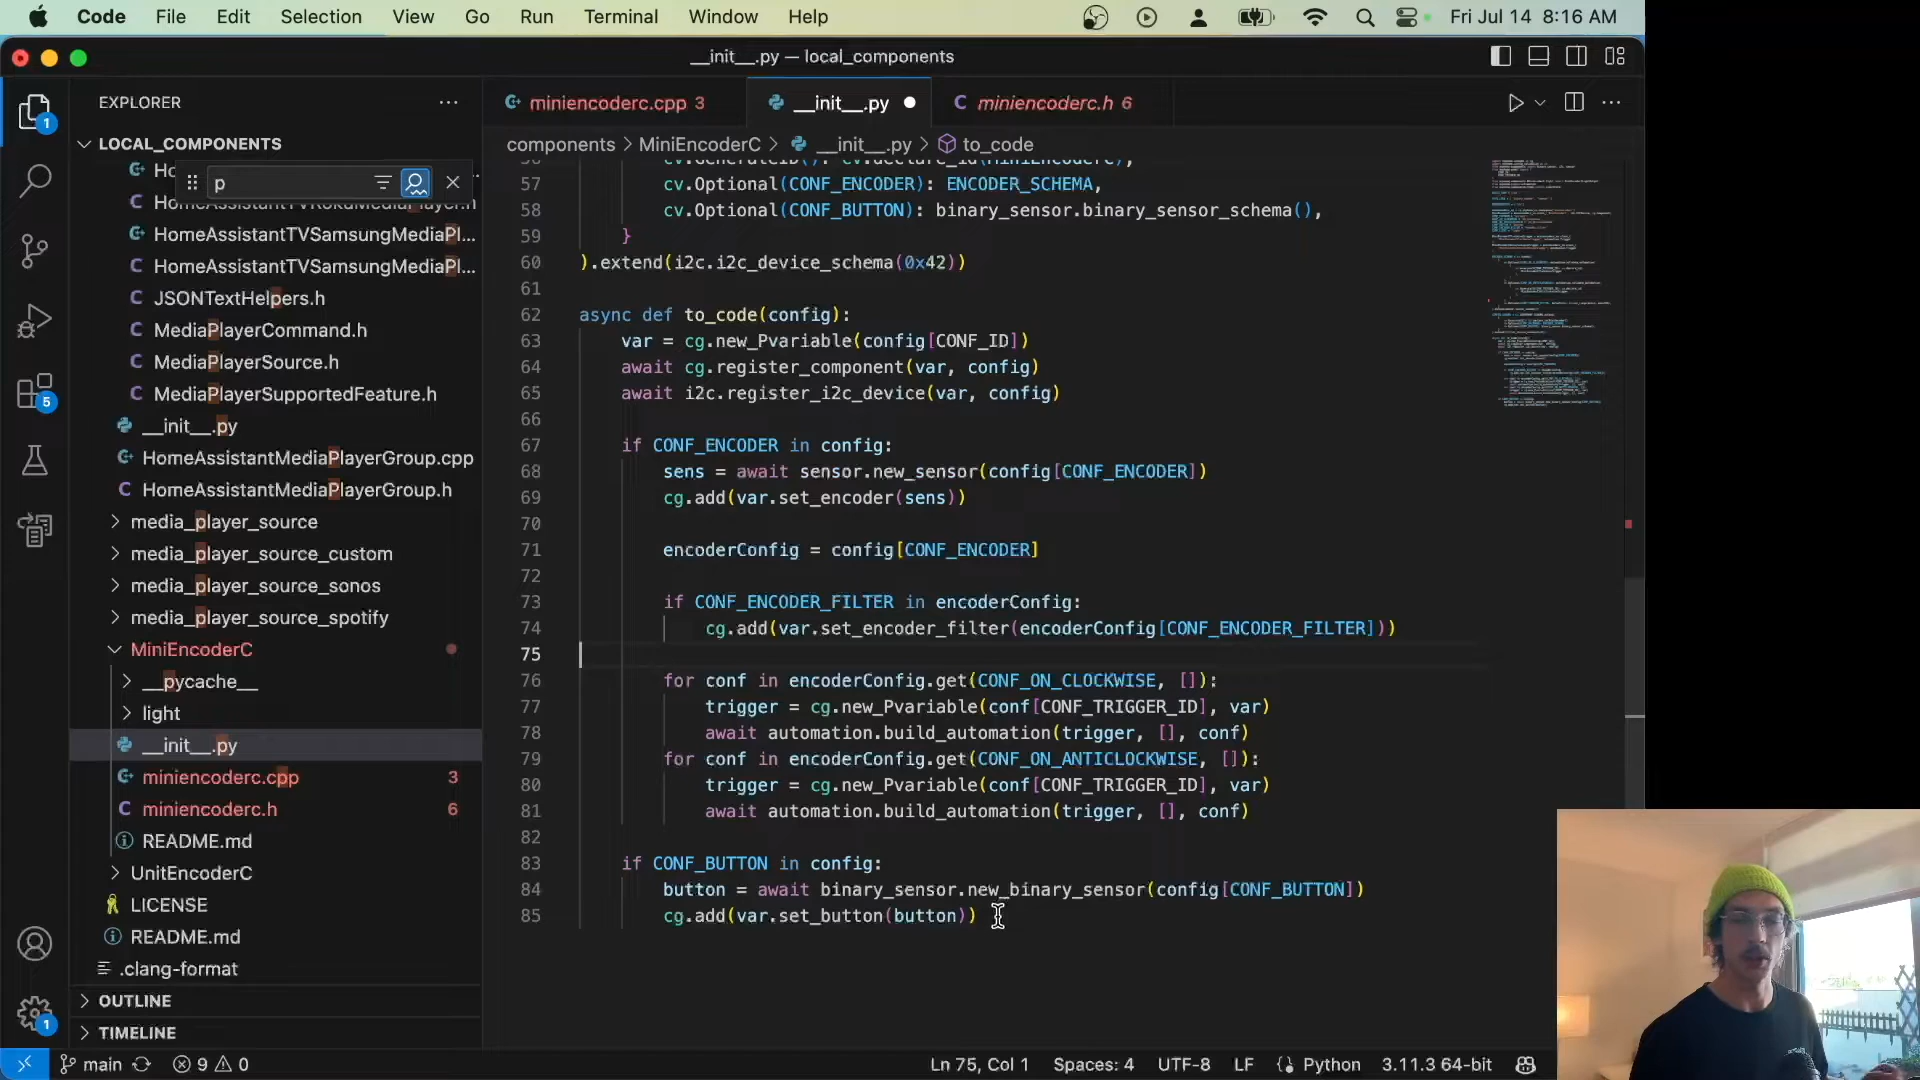 Code File Edit Selection View Go Run Terminal Window Help Fri Jul 14 8:16 AM
__init__.py — local_components
EXPLORER
miniencoderc.cpp 3
__init__.py
miniencoderc.h 6
LOCAL_COMPONENTS
p
HomeAssistantTVRokuMediaPlayer.h
HomeAssistantTVSamsungMediaPl...
HomeAssistantTVSamsungMediaPl...
JSONTextHelpers.h
MediaPlayerCommand.h
MediaPlayerSource.h
MediaPlayerSupportedFeature.h
__init__.py
HomeAssistantMediaPlayerGroup.cpp
HomeAssistantMediaPlayerGroup.h
media_player_source
media_player_source_custom
media_player_source_sonos
media_player_source_spotify
MiniEncoderC
__pycache__
light
__init__.py
miniencoderc.cpp 3
miniencoderc.h 6
README.md
UnitEncoderC
LICENSE
README.md
.clang-format
OUTLINE
TIMELINE
1
5
1
components > MiniEncoderC > __init__.py > to_code
56 cv.GenerateID(): cv.declare_id(MiniEncoderC),
57 cv.Optional(CONF_ENCODER): ENCODER_SCHEMA,
58 cv.Optional(CONF_BUTTON): binary_sensor.binary_sensor_schema(),
59 }
60 ).extend(i2c.i2c_device_schema(0x42))
61
62 async def to_code(config):
63 var = cg.new_Pvariable(config[CONF_ID])
64 await cg.register_component(var, config)
65 await i2c.register_i2c_device(var, config)
66
67 if CONF_ENCODER in config:
68 sens = await sensor.new_sensor(config[CONF_ENCODER])
69 cg.add(var.set_encoder(sens))
70
71 encoderConfig = config[CONF_ENCODER]
72
73 if CONF_ENCODER_FILTER in encoderConfig:
74 cg.add(var.set_encoder_filter(encoderConfig[CONF_ENCODER_FILTER]))
75
76 for conf in encoderConfig.get(CONF_ON_CLOCKWISE, []):
77 trigger = cg.new_Pvariable(conf[CONF_TRIGGER_ID], var)
78 await automation.build_automation(trigger, [], conf)
79 for conf in encoderConfig.get(CONF_ON_ANTICLOCKWISE, []):
80 trigger = cg.new_Pvariable(conf[CONF_TRIGGER_ID], var)
81 await automation.build_automation(trigger, [], conf)
82
83 if CONF_BUTTON in config:
84 button = await binary_sensor.new_binary_sensor(config[CONF_BUTTON])
85 cg.add(var.set_button(button))
main 9 0 Ln 75, Col 1 Spaces: 4 UTF-8 LF Python 3.11.3 64-bit